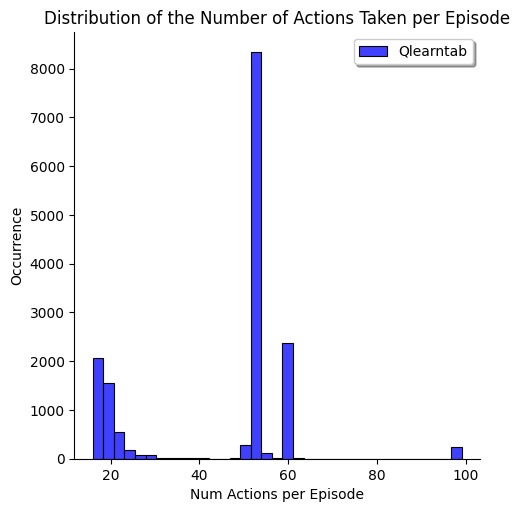 Distribution of the Number of Actions Taken per Episode
Qlearntab
Occurrence
8000
7000
6000
5000
4000
3000
2000
1000
0
20 40 60 80 100
Num Actions per Episode